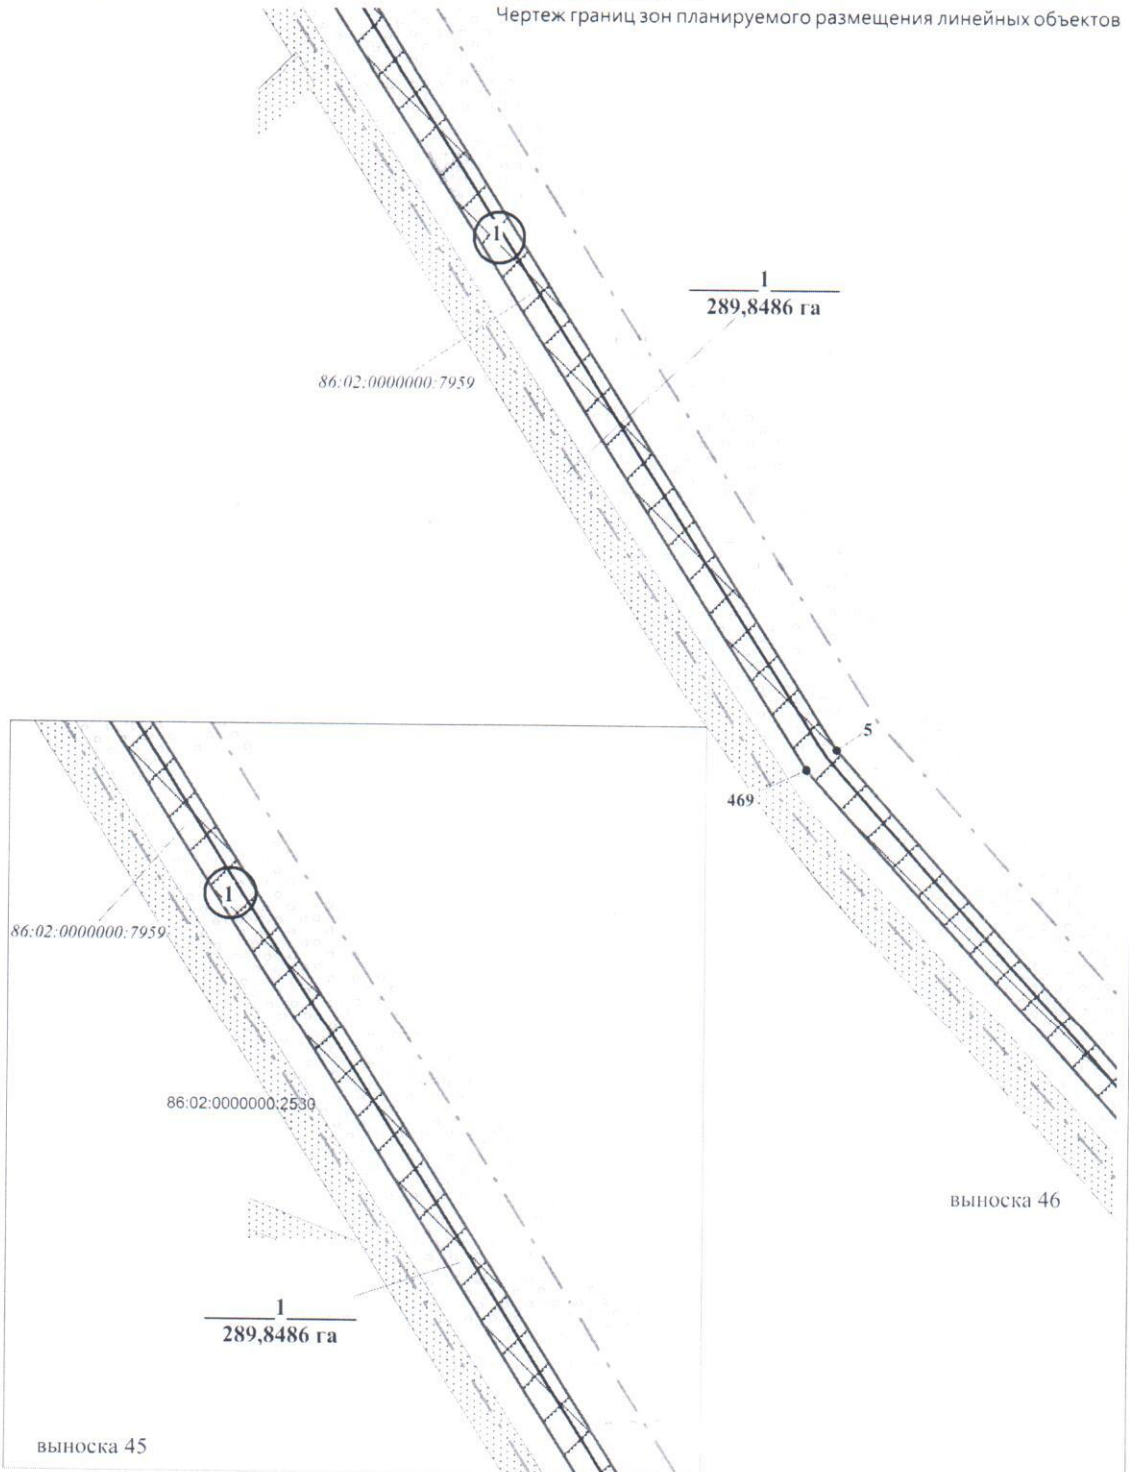 Чертеж границ зон планируемого размещения линейных объектов
1
1
289,8486 га
86:02:0000000:7959
5
469
1
86:02:0000000:7959
86:02:0000000:2530
выноска 46
1
289,8486 га
выноска 45